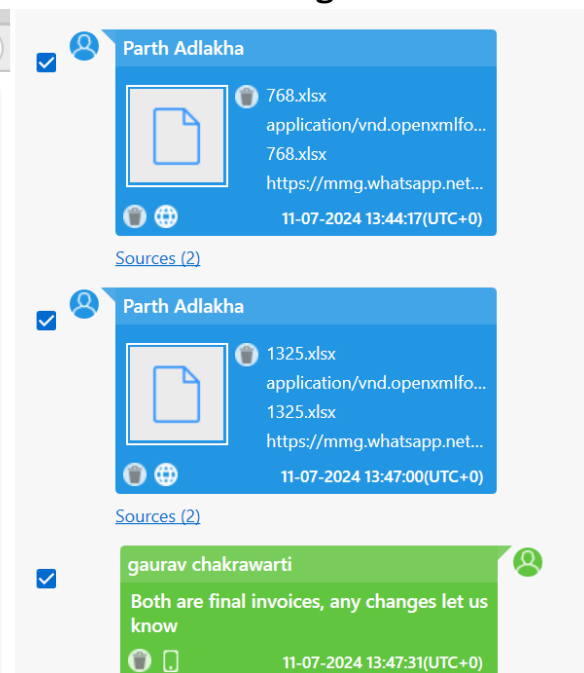 Parth Adlakha
768.xlsx
application/vnd.openxmlfo...
768.xlsx
https://mmg.whatsapp.net...
11-07-2024 13:44:17(UTC+0)
Sources (2)
Parth Adlakha
1325.xlsx
application/vnd.openxmlfo...
1325.xlsx
https://mmg.whatsapp.net...
11-07-2024 13:47:00(UTC+0)
Sources (2)
gaurav chakrawarti
Both are final invoices, any changes let us
know
11-07-2024 13:47:31(UTC+0)